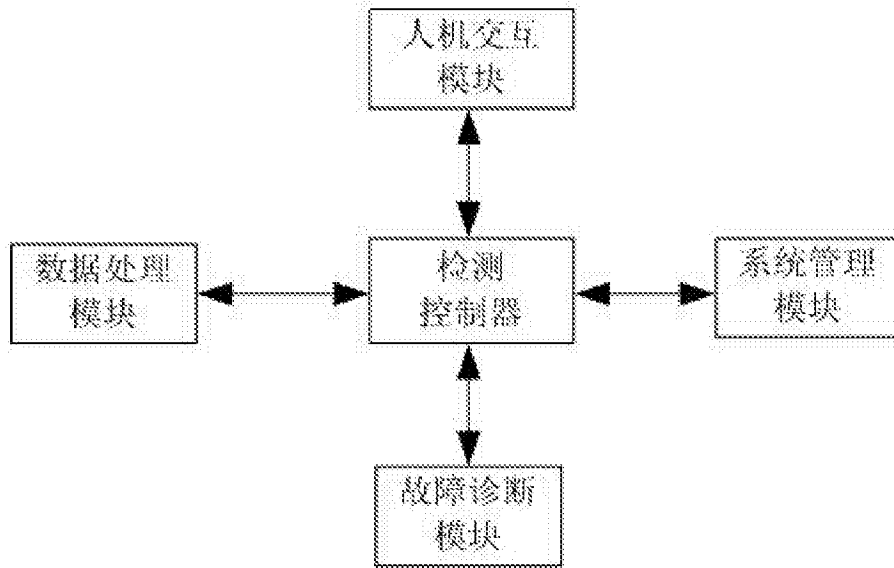 人机交互
模块
数据处理
模块
检测
控制器
系统管理
模块
故障诊断
模块